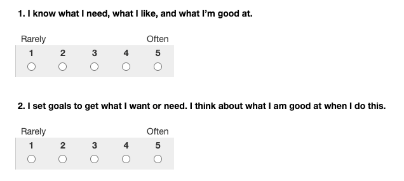 1. I know what I need, what I like, and what I'm good at.
Rarely Often
1 2 3 4 5
2. I set goals to get what I want or need. I think about what I am good at when I do this.
Rarely Often
1 2 3 4 5